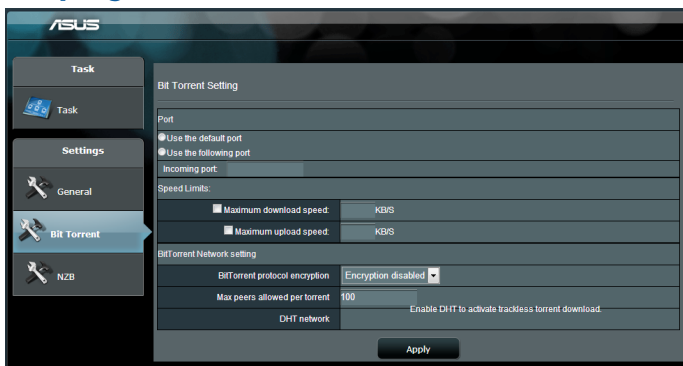 ASUS
Task
Task
Settings
General
Bit Torrent
NZB
Bit Torrent Setting
Port
Use the default port
Use the following port
Incoming port:
Speed Limits:
Maximum download speed: KB/S
Maximum upload speed: KB/S
BitTorrent Network setting
BitTorrent protocol encryption Encryption disabled
Max peers allowed per torrent 100
DHT network Enable DHT to activate trackless torrent download.
Apply